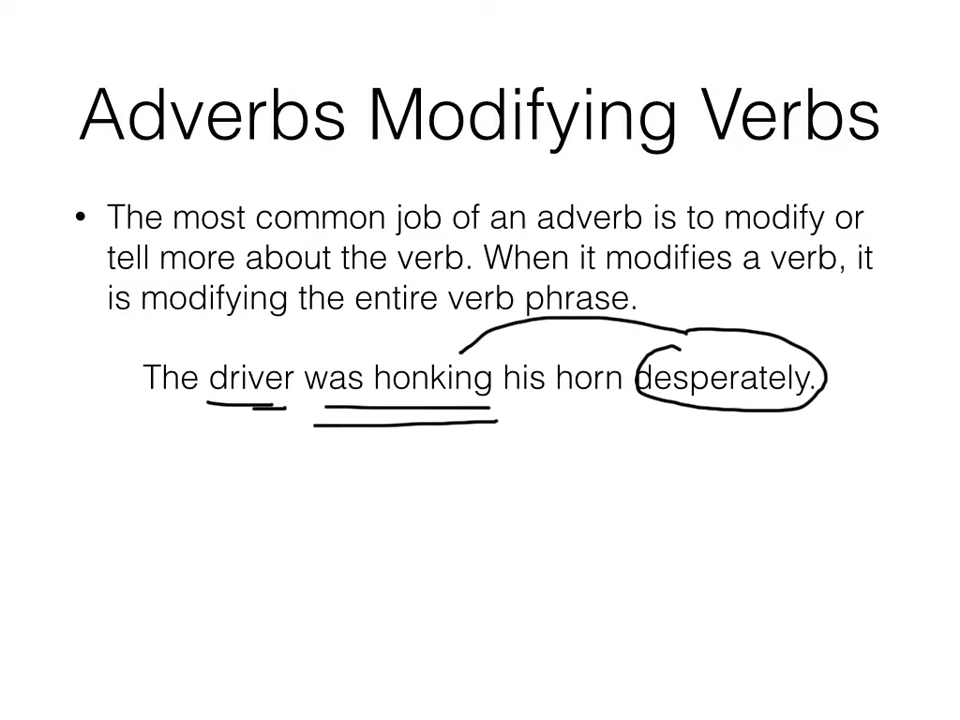 Adverbs Modifying Verbs
• The most common job of an adverb is to modify or
tell more about the verb. When it modifies a verb, it
is modifying the entire verb phrase.
The driver was honking his horn desperately.